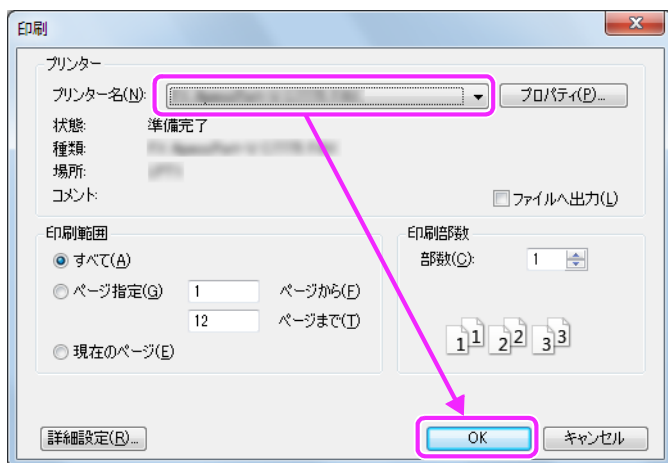 印刷
プリンター
プリンター名(N):
プロパティ(P)...
状態: 準備完了
種類:
場所:
コメント:
ファイルへ出力(L)
印刷範囲
すべて(A)
ページ指定(G) 1 ページから(F)
12 ページまで(T)
現在のページ(E)
印刷部数
部数(C): 1
1 1 2 2 3 3
詳細設定(R)...
OK
キャンセル